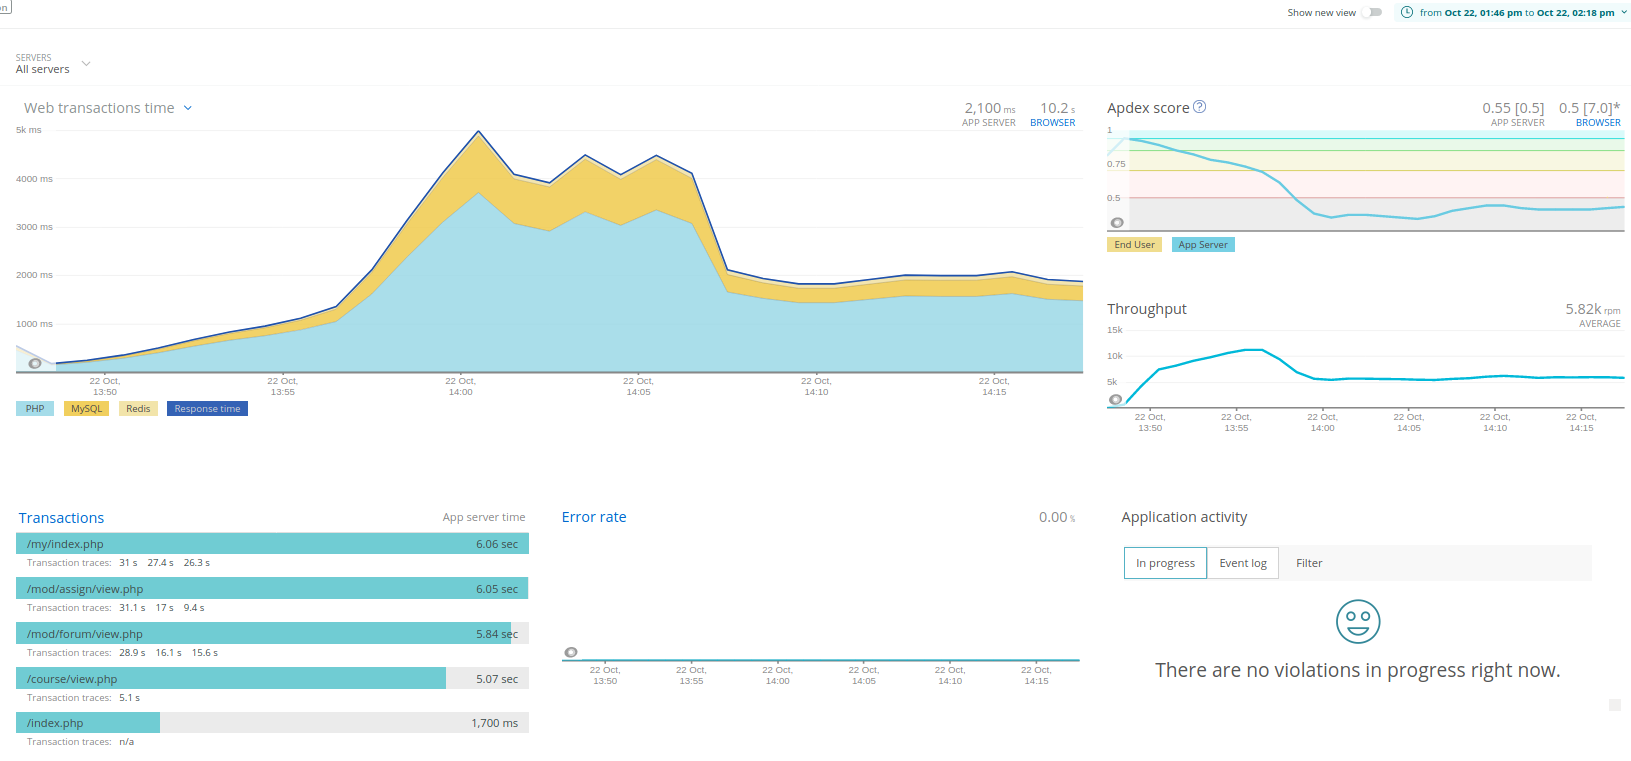 on
Show new view
from Oct 22, 01:46 pm to Oct 22, 02:18 pm
SERVERS
All servers
Web transactions time
2,100 ms
APP SERVER
10.2 s
BROWSER
5k ms
4000 ms
3000 ms
2000 ms
1000 ms
22 Oct,
13:50
22 Oct,
13:55
22 Oct,
14:00
22 Oct,
14:05
22 Oct,
14:10
22 Oct,
14:15
PHP
MySQL
Redis
Response time
Apdex score ?
0.55 [0.5]
APP SERVER
0.5 [7.0]*
BROWSER
1
0.75
0.5
End User
App Server
Throughput
5.82k rpm
AVERAGE
15k
10k
5k
22 Oct,
13:50
22 Oct,
13:55
22 Oct,
14:00
22 Oct,
14:05
22 Oct,
14:10
22 Oct,
14:15
Transactions
App server time
/my/index.php 6.06 sec
Transaction traces: 31 s 27.4 s 26.3 s
/mod/assign/view.php 6.05 sec
Transaction traces: 31.1 s 17 s 9.4 s
/mod/forum/view.php 5.84 sec
Transaction traces: 28.9 s 16.1 s 15.6 s
/course/view.php 5.07 sec
Transaction traces: 5.1 s
/index.php 1,700 ms
Transaction traces: n/a
Error rate
0.00 %
22 Oct,
13:50
22 Oct,
13:55
22 Oct,
14:00
22 Oct,
14:05
22 Oct,
14:10
22 Oct,
14:15
Application activity
In progress
Event log
Filter
There are no violations in progress right now.